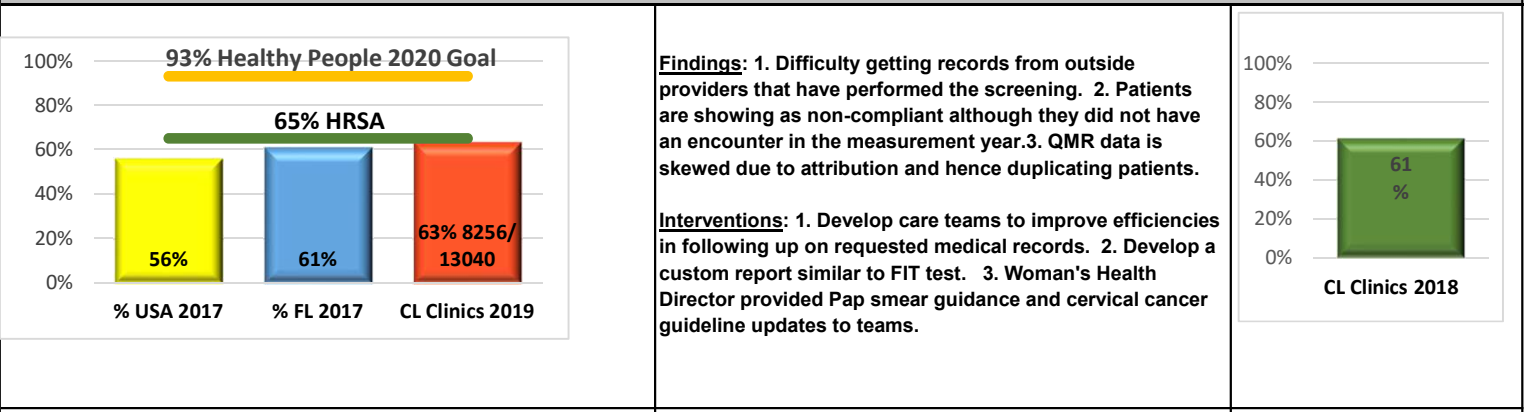 93% Healthy People 2020 Goal
100%
80%
65% HRSA
60%
40%
20%
0%
56%
61%
63% 8256/
13040
% USA 2017
% FL 2017
CL Clinics 2019
Findings: 1. Difficulty getting records from outside
providers that have performed the screening.  2. Patients
are showing as non-compliant although they did not have
an encounter in the measurement year.3. QMR data is
skewed due to attribution and hence duplicating patients.
Interventions: 1. Develop care teams to improve efficiencies
in following up on requested medical records.  2. Develop a
custom report similar to FIT test.   3. Woman's Health
Director provided Pap smear guidance and cervical cancer
guideline updates to teams.
100%
80%
60%
40%
20%
0%
61
%
CL Clinics 2018